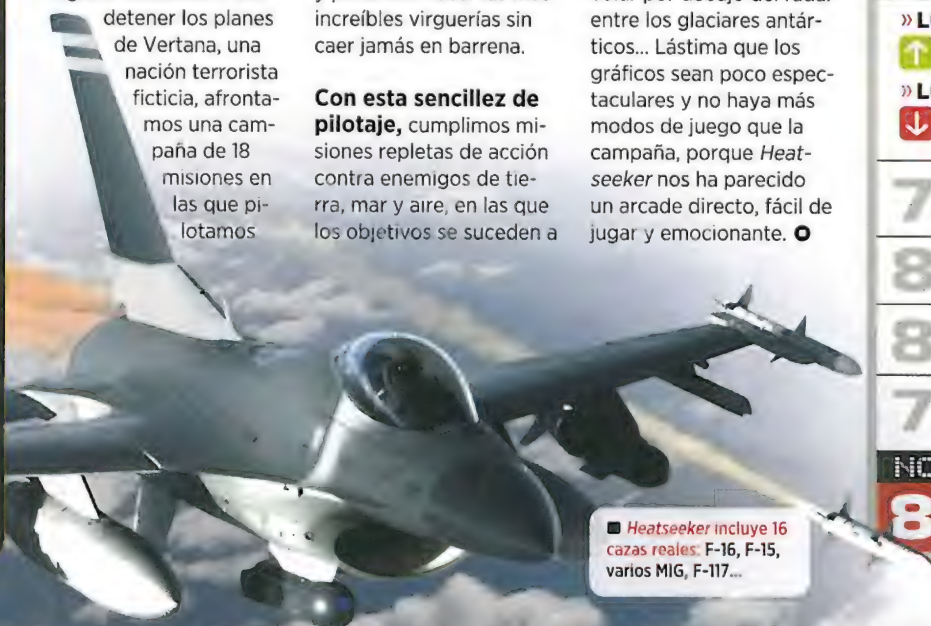 detener los planes
de Vertana, una
nación terrorista
ficticia, afronta-
mos una cam-
paña de 18
misiones en
las que pi-
lotamos
increíbles virguerías sin
caer jamás en barrena.
Con esta sencillez de
pilotaje, cumplimos mi-
siones repletas de acción
contra enemigos de tie-
rra, mar y aire, en las que
los objetivos se suceden a
entre los glaciares antár-
ticos... Lástima que los
gráficos sean poco espec-
taculares y no haya más
modos de juego que la
campaña, porque Heat-
seeker nos ha parecido
un arcade directo, fácil de
jugar y emocionante.
■ Heatseeker incluye 16
cazas reales: F-16, F-15,
varios MIG, F-117...
7
8
8
7
8